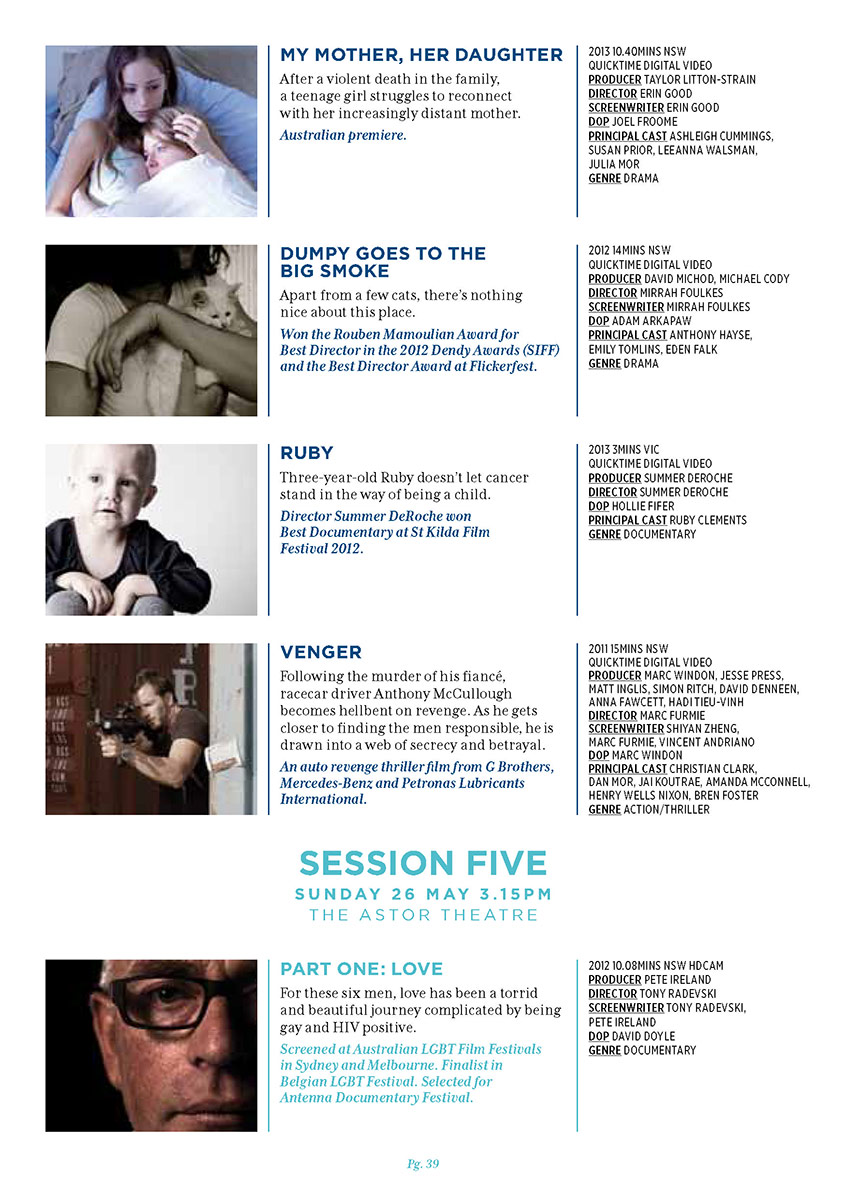 MY MOTHER, HER DAUGHTER
After a violent death in the family,
a teenage girl struggles to reconnect
with her increasingly distant mother.
Australian premiere.
2013 10.40MINS NSW
QUICKTIME DIGITAL VIDEO
PRODUCER TAYLOR LITTON-STRAIN
DIRECTOR ERIN GOOD
SCREENWRITER ERIN GOOD
DOP JOEL FROOME
PRINCIPAL CAST ASHLEIGH CUMMINGS,
SUSAN PRIOR, LEEANNA WALSMAN,
JULIA MOR
GENRE DRAMA
DUMPY GOES TO THE
BIG SMOKE
Apart from a few cats, there's nothing
nice about this place.
Won the Rouben Mamoulian Award for
Best Director in the 2012 Dendy Awards (SIFF)
and the Best Director Award at Flickerfest.
2012 14MINS NSW
QUICKTIME DIGITAL VIDEO
PRODUCER DAVID MICHOD, MICHAEL CODY
DIRECTOR MIRRAH FOULKES
SCREENWRITER MIRRAH FOULKES
DOP ADAM ARKAPAW
PRINCIPAL CAST ANTHONY HAYSE,
EMILY TOMLINS, EDEN FALK
GENRE DRAMA
RUBY
Three-year-old Ruby doesn't let cancer
stand in the way of being a child.
Director Summer DeRoche won
Best Documentary at St Kilda Film
Festival 2012.
2013 3MINS VIC
QUICKTIME DIGITAL VIDEO
PRODUCER SUMMER DEROCHE
DIRECTOR SUMMER DEROCHE
DOP HOLLIE FIFER
PRINCIPAL CAST RUBY CLEMENTS
GENRE DOCUMENTARY
VENGER
Following the murder of his fiancé,
racecar driver Anthony McCullough
becomes hellbent on revenge. As he gets
closer to finding the men responsible, he is
drawn into a web of secrecy and betrayal.
An auto revenge thriller film from G Brothers,
Mercedes-Benz and Petronas Lubricants
International.
2011 15MINS NSW
QUICKTIME DIGITAL VIDEO
PRODUCER MARC WINDON, JESSE PRESS,
MATT INGLIS, SIMON RITCH, DAVID DENNEEN,
ANNA FAWCETT, HADI TIEU-VINH
DIRECTOR MARC FURMIE
SCREENWRITER SHIYAN ZHENG,
MARC FURMIE, VINCENT ANDRIANO
DOP MARC WINDON
PRINCIPAL CAST CHRISTIAN CLARK,
DAN MOR, JAI KOUTRAE, AMANDA MCCONNELL,
HENRY WELLS NIXON, BREN FOSTER
GENRE ACTION/THRILLER
SESSION FIVE
SUNDAY 26 MAY 3.15PM
THE ASTOR THEATRE
PART ONE: LOVE
For these six men, love has been a torrid
and beautiful journey complicated by being
gay and HIV positive.
Screened at Australian LGBT Film Festivals
in Sydney and Melbourne. Finalist in
Belgian LGBT Festival. Selected for
Antenna Documentary Festival.
2012 10.08MINS NSW HDCAM
PRODUCER PETE IRELAND
DIRECTOR TONY RADEVSKI
SCREENWRITER TONY RADEVSKI,
PETE IRELAND
DOP DAVID DOYLE
GENRE DOCUMENTARY
Pg. 39